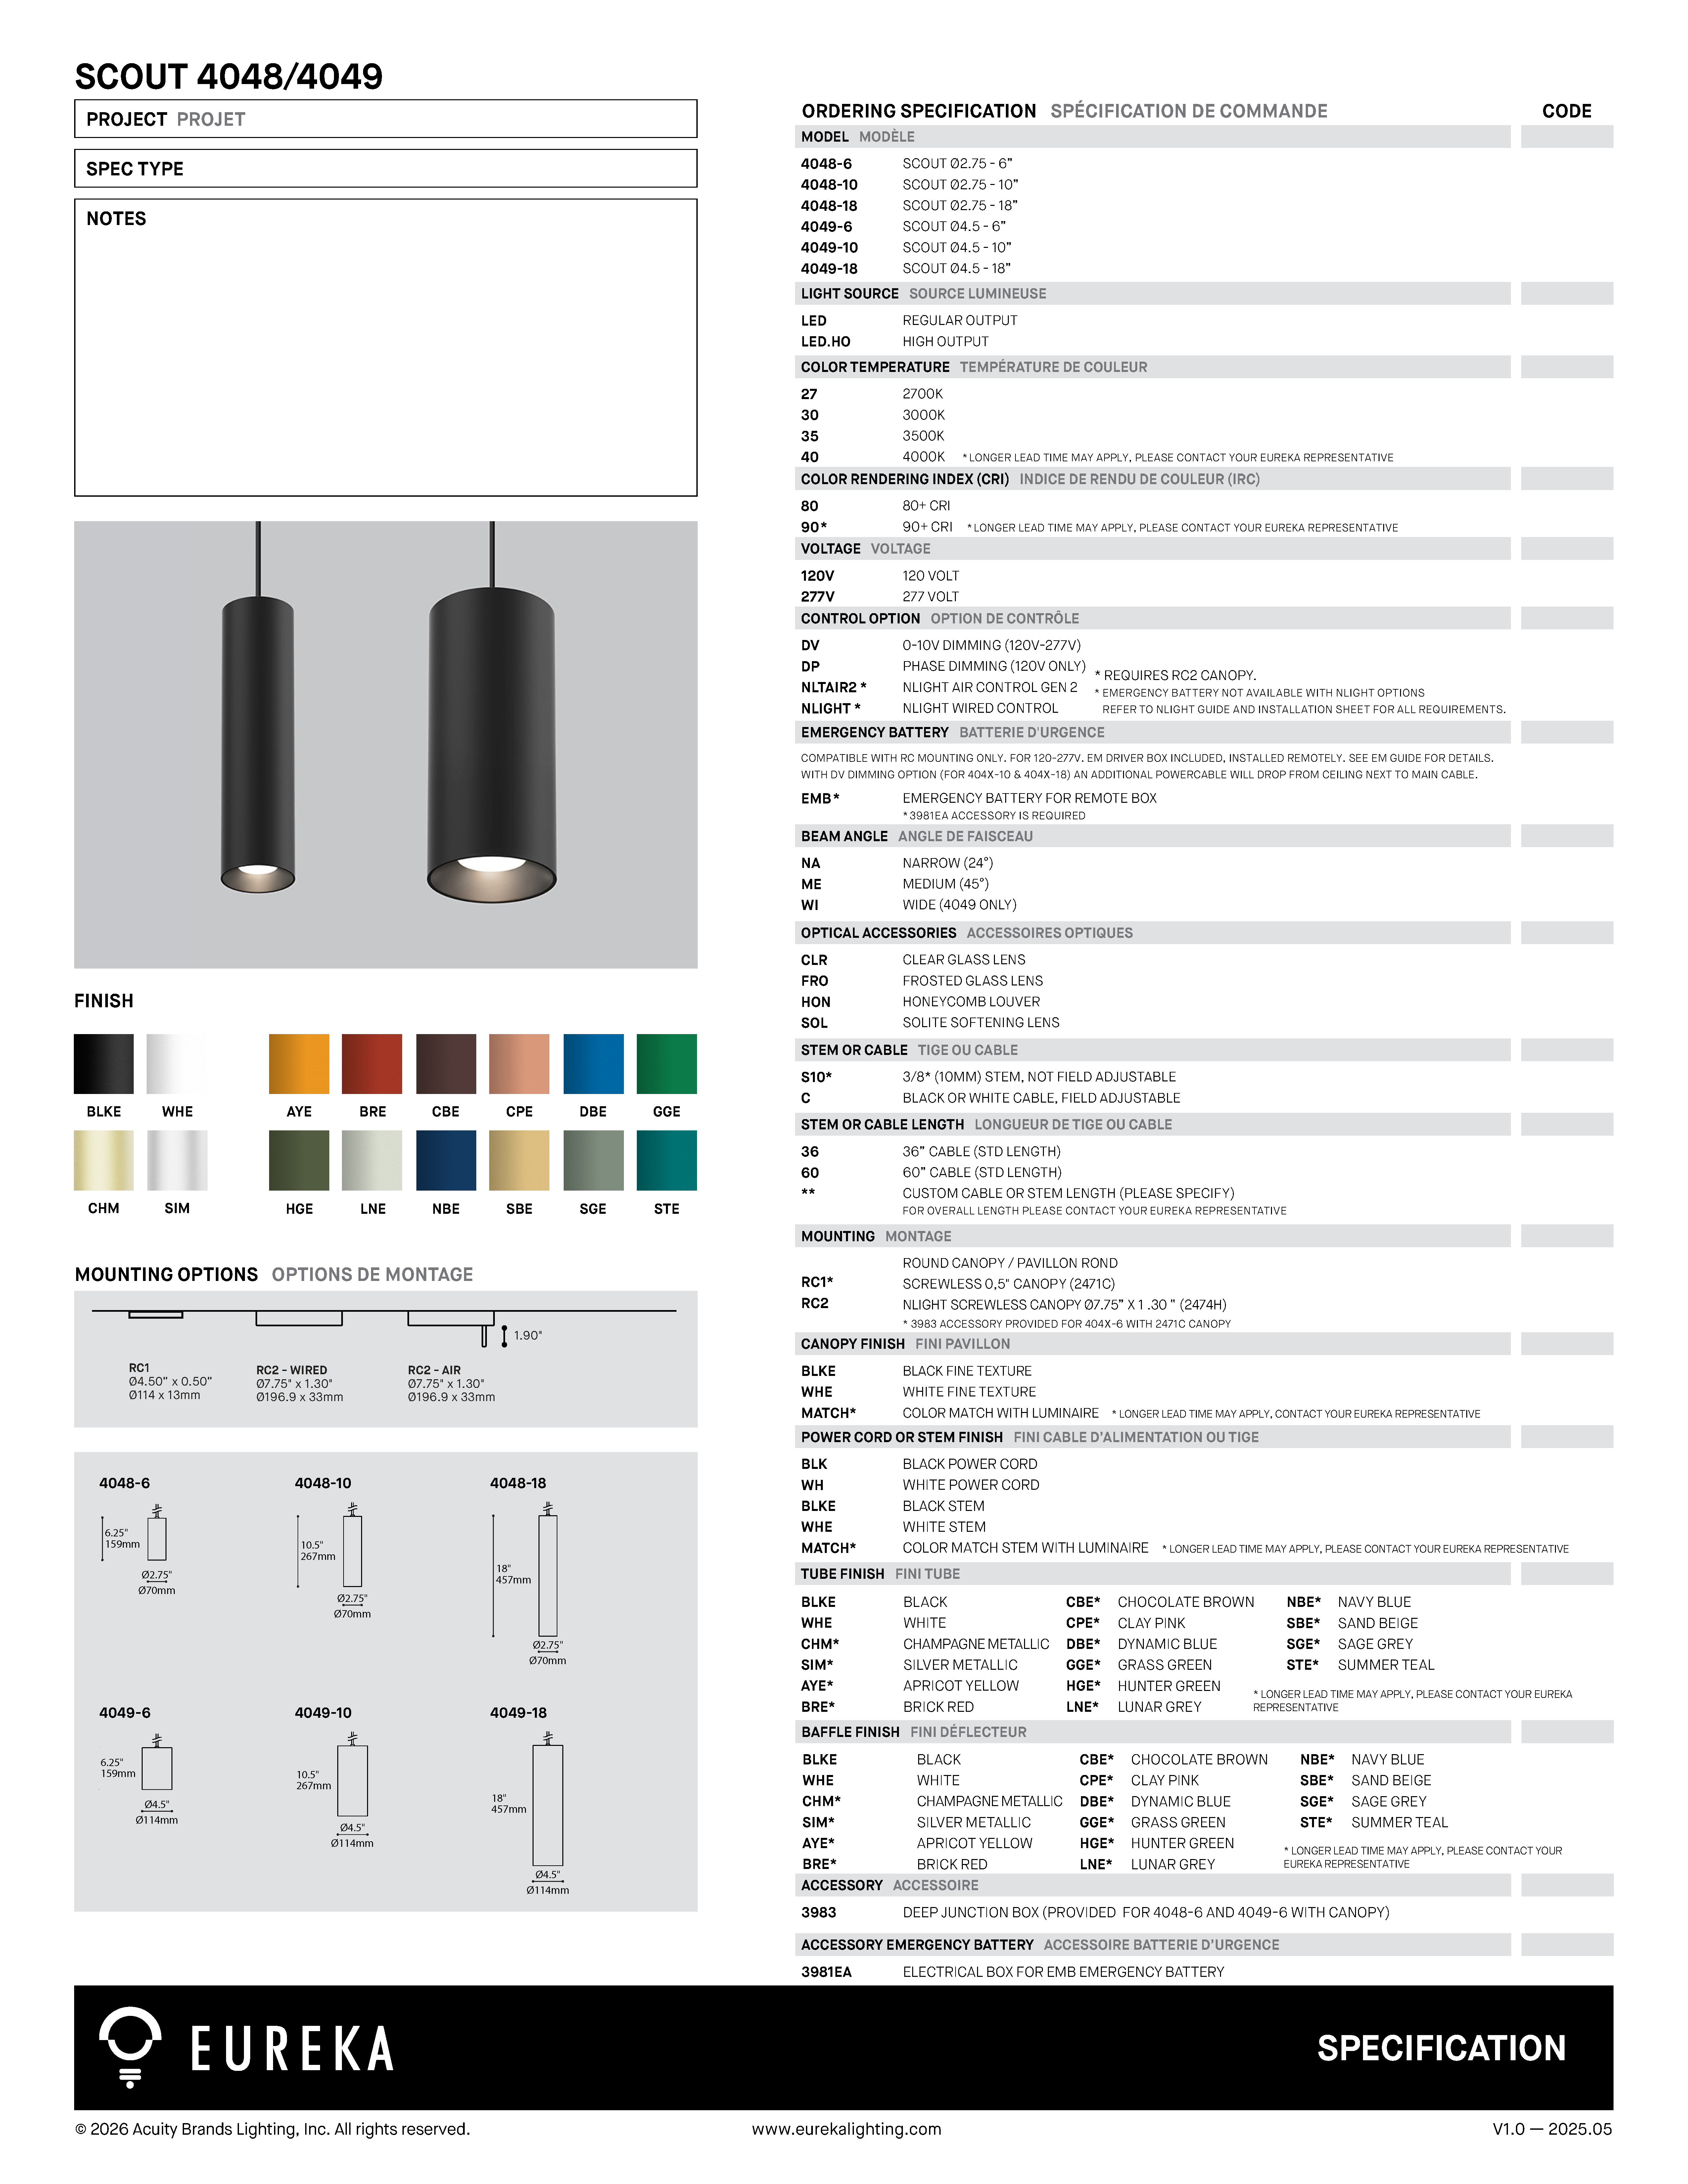 SCOUT 4048/4049
PROJECT PROJET
SPEC TYPE
NOTES
FINISH
BLKE WHE AYE BRE CBE CPE DBE GGE
CHM SIM HGE LNE NBE SBE SGE STE
MOUNTING OPTIONS OPTIONS DE MONTAGE
1.90"
RC1
Ø4.50" x 0.50"
Ø114 x 13mm
RC2 - WIRED
Ø7.75" x 1.30"
Ø196.9 x 33mm
RC2 - AIR
Ø7.75" x 1.30"
Ø196.9 x 33mm
4048-6
6.25"
159mm
Ø2.75"
Ø70mm
4048-10
10.5"
267mm
Ø2.75"
Ø70mm
4048-18
18"
457mm
Ø2.75"
Ø70mm
4049-6
6.25"
159mm
Ø4.5"
Ø114mm
4049-10
10.5"
267mm
Ø4.5"
Ø114mm
4049-18
18"
457mm
Ø4.5"
Ø114mm
ORDERING SPECIFICATION SPÉCIFICATION DE COMMANDE CODE
MODEL MODÈLE
4048-6 SCOUT Ø2.75 - 6”
4048-10 SCOUT Ø2.75 - 10”
4048-18 SCOUT Ø2.75 - 18”
4049-6 SCOUT Ø4.5 - 6”
4049-10 SCOUT Ø4.5 - 10”
4049-18 SCOUT Ø4.5 - 18”
LIGHT SOURCE SOURCE LUMINEUSE
LED REGULAR OUTPUT
LED.HO HIGH OUTPUT
COLOR TEMPERATURE TEMPÉRATURE DE COULEUR
27 2700K
30 3000K
35 3500K
40 4000K * LONGER LEAD TIME MAY APPLY, PLEASE CONTACT YOUR EUREKA REPRESENTATIVE
COLOR RENDERING INDEX (CRI) INDICE DE RENDU DE COULEUR (IRC)
80 80+ CRI
90* 90+ CRI * LONGER LEAD TIME MAY APPLY, PLEASE CONTACT YOUR EUREKA REPRESENTATIVE
VOLTAGE VOLTAGE
120V 120 VOLT
277V 277 VOLT
CONTROL OPTION OPTION DE CONTRÔLE
DV 0-10V DIMMING (120V-277V)
DP PHASE DIMMING (120V ONLY)
NLTAIR2 * NLIGHT AIR CONTROL GEN 2
NLIGHT * NLIGHT WIRED CONTROL
* REQUIRES RC2 CANOPY.
* EMERGENCY BATTERY NOT AVAILABLE WITH NLIGHT OPTIONS
REFER TO NLIGHT GUIDE AND INSTALLATION SHEET FOR ALL REQUIREMENTS.
EMERGENCY BATTERY BATTERIE D'URGENCE
COMPATIBLE WITH RC MOUNTING ONLY. FOR 120-277V. EM DRIVER BOX INCLUDED, INSTALLED REMOTELY. SEE EM GUIDE FOR DETAILS.
WITH DV DIMMING OPTION (FOR 404X-10 & 404X-18) AN ADDITIONAL POWERCABLE WILL DROP FROM CEILING NEXT TO MAIN CABLE.
EMB* EMERGENCY BATTERY FOR REMOTE BOX
* 3981EA ACCESSORY IS REQUIRED
BEAM ANGLE ANGLE DE FAISCEAU
NA NARROW (24°)
ME MEDIUM (45°)
WI WIDE (4049 ONLY)
OPTICAL ACCESSORIES ACCESSOIRES OPTIQUES
CLR CLEAR GLASS LENS
FRO FROSTED GLASS LENS
HON HONEYCOMB LOUVER
SOL SOLITE SOFTENING LENS
STEM OR CABLE TIGE OU CABLE
S10* 3/8* (10MM) STEM, NOT FIELD ADJUSTABLE
C BLACK OR WHITE CABLE, FIELD ADJUSTABLE
STEM OR CABLE LENGTH LONGUEUR DE TIGE OU CABLE
36 36” CABLE (STD LENGTH)
60 60” CABLE (STD LENGTH)
** CUSTOM CABLE OR STEM LENGTH (PLEASE SPECIFY)
FOR OVERALL LENGTH PLEASE CONTACT YOUR EUREKA REPRESENTATIVE
MOUNTING MONTAGE
ROUND CANOPY / PAVILLON ROND
RC1* SCREWLESS 0,5" CANOPY (2471C)
RC2 NLIGHT SCREWLESS CANOPY Ø7.75” X 1 .30 " (2474H)
* 3983 ACCESSORY PROVIDED FOR 404X-6 WITH 2471C CANOPY
CANOPY FINISH FINI PAVILLON
BLKE BLACK FINE TEXTURE
WHE WHITE FINE TEXTURE
MATCH* COLOR MATCH WITH LUMINAIRE * LONGER LEAD TIME MAY APPLY, CONTACT YOUR EUREKA REPRESENTATIVE
POWER CORD OR STEM FINISH FINI CABLE D’ALIMENTATION OU TIGE
BLK BLACK POWER CORD
WH WHITE POWER CORD
BLKE BLACK STEM
WHE WHITE STEM
MATCH* COLOR MATCH STEM WITH LUMINAIRE * LONGER LEAD TIME MAY APPLY, PLEASE CONTACT YOUR EUREKA REPRESENTATIVE
TUBE FINISH FINI TUBE
BLKE BLACK CBE* CHOCOLATE BROWN NBE* NAVY BLUE
WHE WHITE CPE* CLAY PINK SBE* SAND BEIGE
CHM* CHAMPAGNE METALLIC DBE* DYNAMIC BLUE SGE* SAGE GREY
SIM* SILVER METALLIC GGE* GRASS GREEN STE* SUMMER TEAL
AYE* APRICOT YELLOW HGE* HUNTER GREEN
BRE* BRICK RED LNE* LUNAR GREY
* LONGER LEAD TIME MAY APPLY, PLEASE CONTACT YOUR EUREKA
REPRESENTATIVE
BAFFLE FINISH FINI DÉFLECTEUR
BLKE BLACK CBE* CHOCOLATE BROWN NBE* NAVY BLUE
WHE WHITE CPE* CLAY PINK SBE* SAND BEIGE
CHM* CHAMPAGNE METALLIC DBE* DYNAMIC BLUE SGE* SAGE GREY
SIM* SILVER METALLIC GGE* GRASS GREEN STE* SUMMER TEAL
AYE* APRICOT YELLOW HGE* HUNTER GREEN
BRE* BRICK RED LNE* LUNAR GREY
* LONGER LEAD TIME MAY APPLY, PLEASE CONTACT YOUR
EUREKA REPRESENTATIVE
ACCESSORY ACCESSOIRE
3983 DEEP JUNCTION BOX (PROVIDED FOR 4048-6 AND 4049-6 WITH CANOPY)
ACCESSORY EMERGENCY BATTERY ACCESSOIRE BATTERIE D’URGENCE
3981EA ELECTRICAL BOX FOR EMB EMERGENCY BATTERY
EUREKA
SPECIFICATION
© 2026 Acuity Brands Lighting, Inc. All rights reserved. www.eurekalighting.com V1.0 — 2025.05